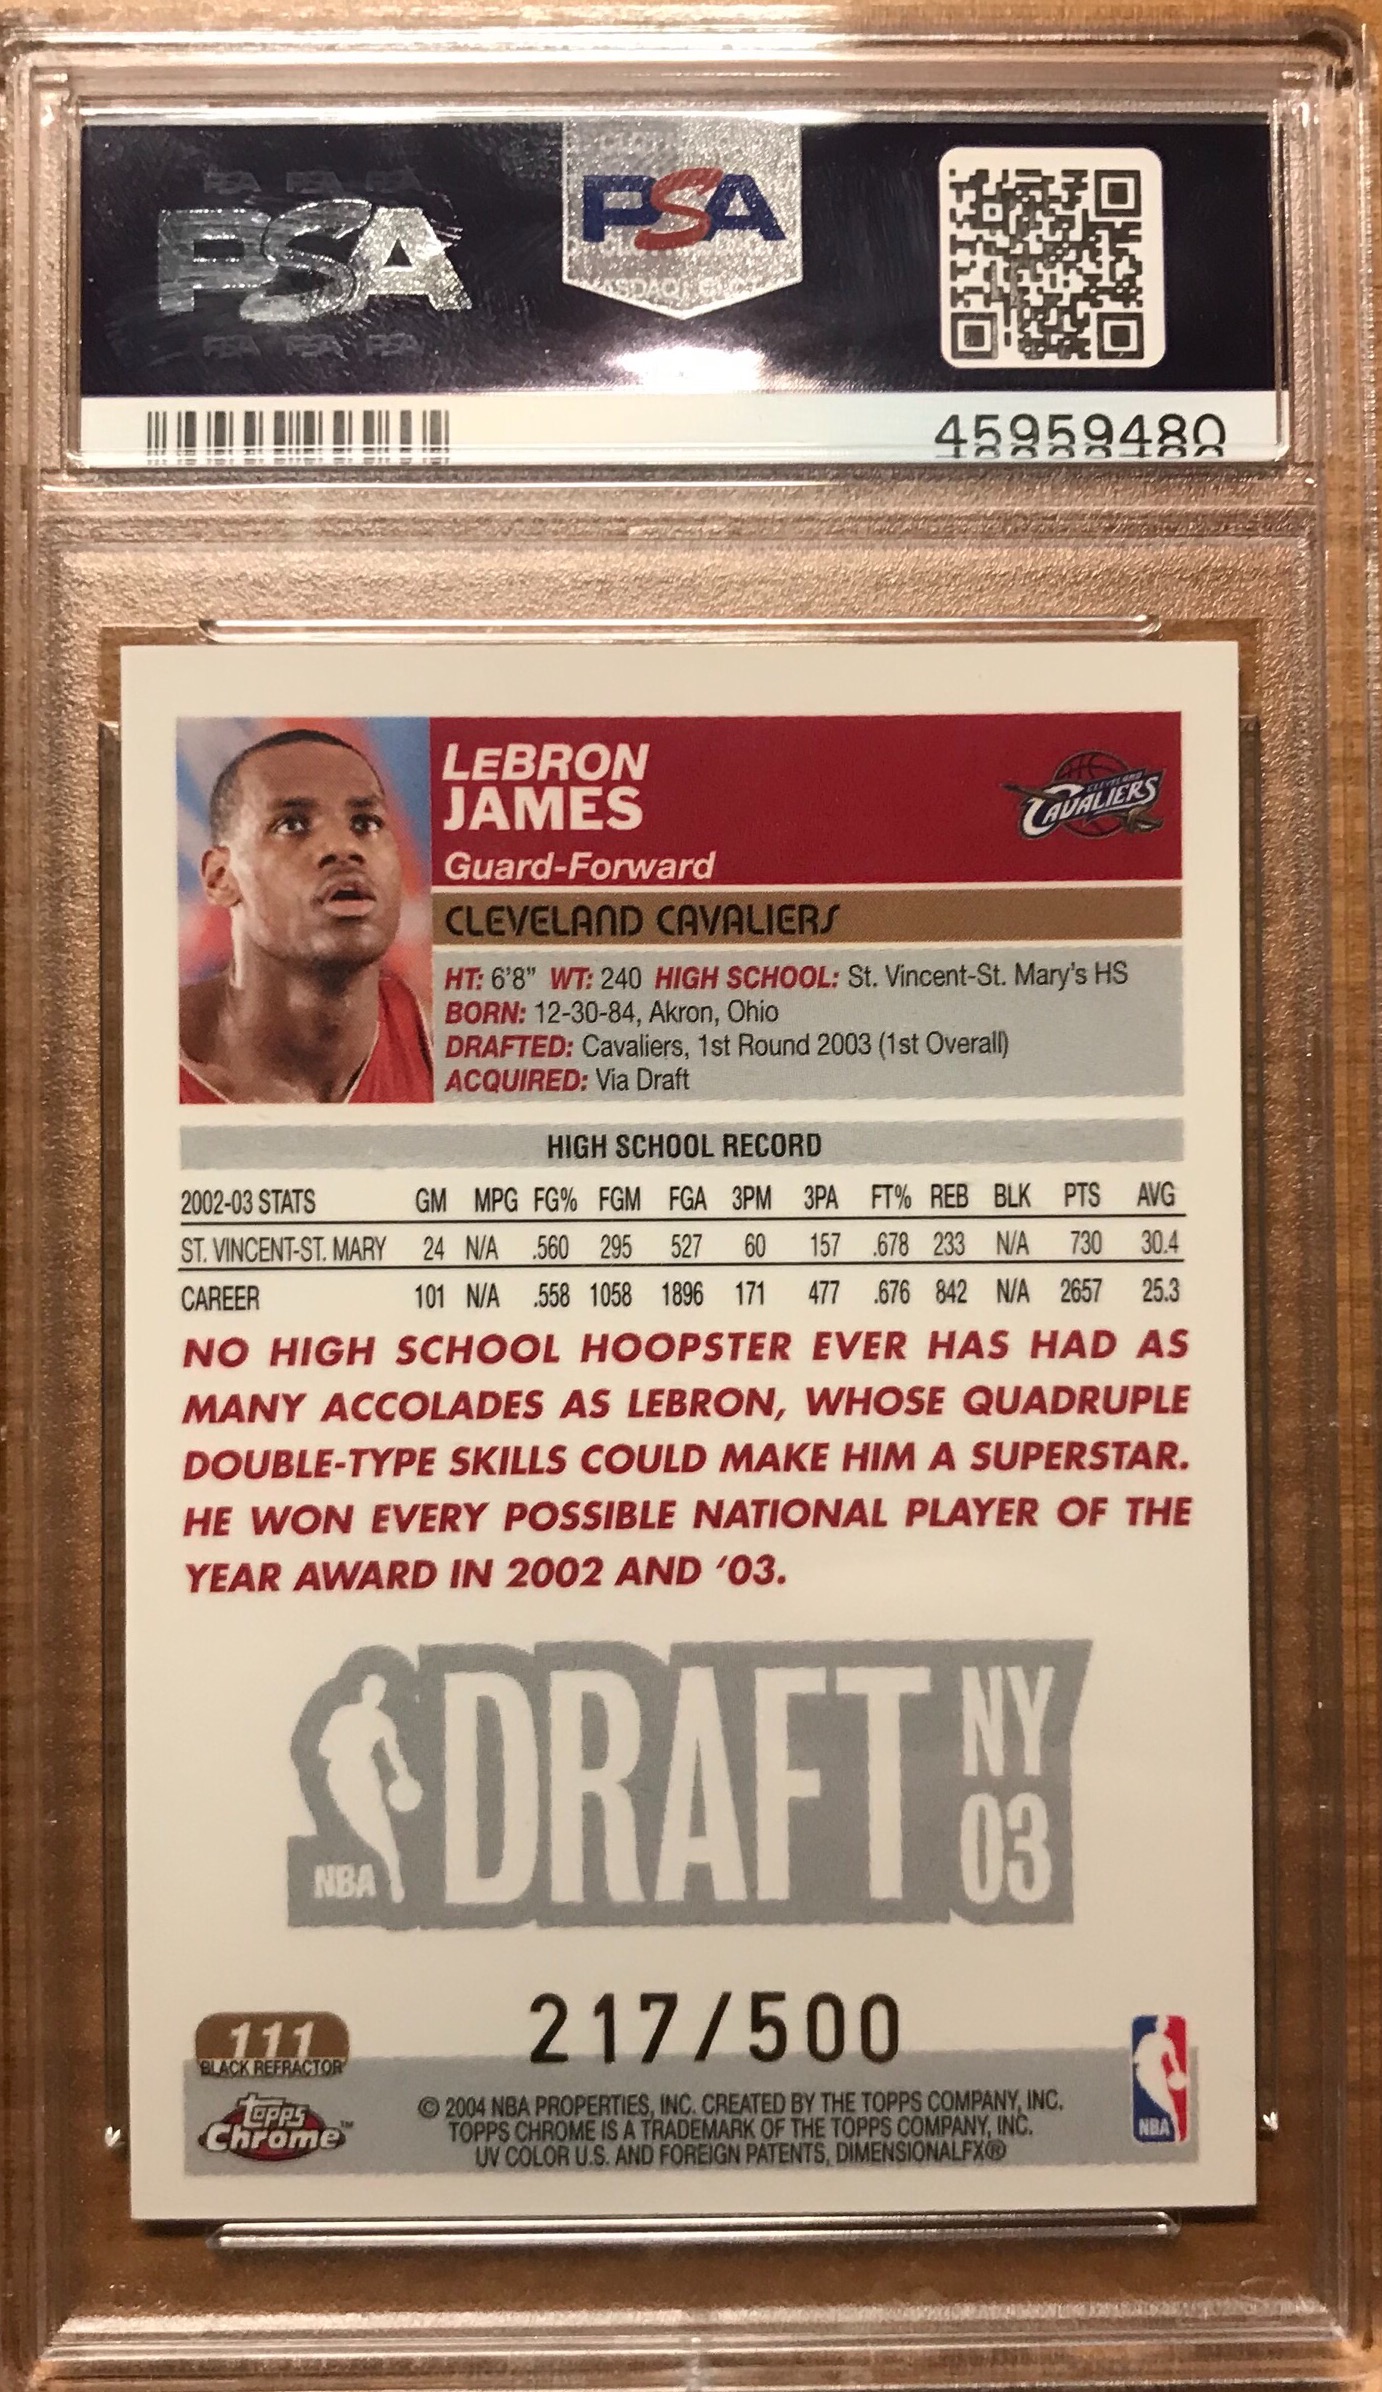 PSA PSA PSA
PSA
PSA PSA PSA
PSA
45959480
LeBRON
JAMES
Guard-Forward
CAVALIERS
CLEVELAND CAVALIERS
HT: 6'8" WT: 240 HIGH SCHOOL: St. Vincent-St. Mary's HS
BORN: 12-30-84, Akron, Ohio
DRAFTED: Cavaliers, 1st Round 2003 (1st Overall)
ACQUIRED: Via Draft
HIGH SCHOOL RECORD
2002-03 STATS GM MPG FG% FGM FGA 3PM 3PA FT% REB BLK PTS AVG
ST. VINCENT-ST. MARY 24 N/A .560 295 527 60 157 .678 233 N/A 730 30.4
CAREER 101 N/A .558 1058 1896 171 477 .676 842 N/A 2657 25.3
NO HIGH SCHOOL HOOPSTER EVER HAS HAD AS
MANY ACCOLADES AS LEBRON, WHOSE QUADRUPLE
DOUBLE-TYPE SKILLS COULD MAKE HIM A SUPERSTAR.
HE WON EVERY POSSIBLE NATIONAL PLAYER OF THE
YEAR AWARD IN 2002 AND '03.
NBA DRAFT NY
03
217/500
111
BLACK REFRACTOR
topps
Chrome™
© 2004 NBA PROPERTIES, INC. CREATED BY THE TOPPS COMPANY, INC.
TOPPS CHROME IS A TRADEMARK OF THE TOPPS COMPANY, INC.
UV COLOR U.S. AND FOREIGN PATENTS, DIMENSIONALFX®
NBA